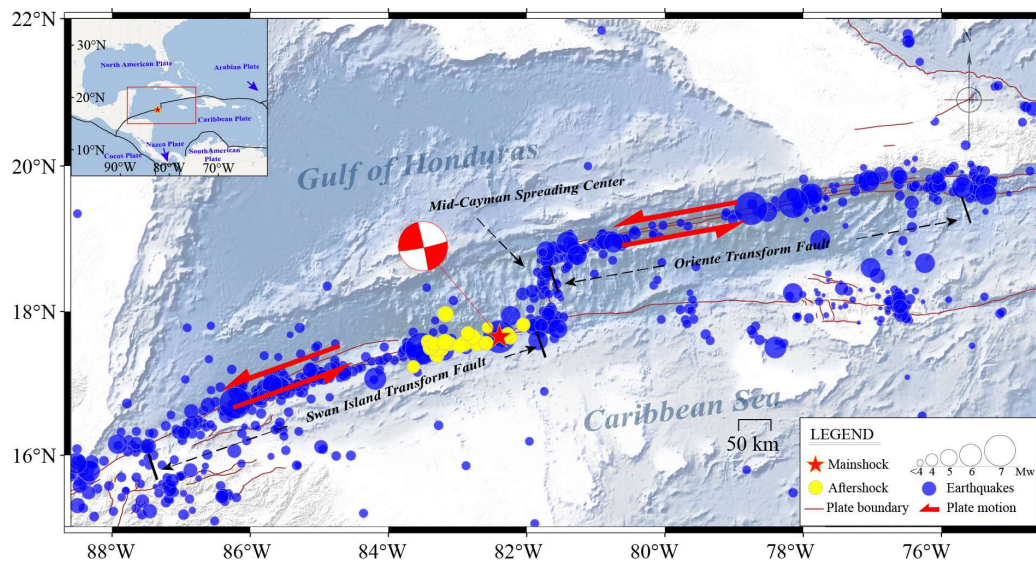 22°N
20°N
18°N
16°N
88°W
86°W
84°W
82°W
80°W
78°W
76°W
30°N
20°N
10°N
90°W
80°W
70°W
North American Plate
Arabian Plate
Caribbean Plate
Cocos Plate
Nazca Plate
SouthAmerican
Plate
N
Gulf of Honduras
Mid-Cayman Spreading Center
Oriente Transform Fault
Swan Island Transform Fault
Caribbean Sea
50 km
LEGEND
Mainshock
Aftershock
Plate boundary
<4 4 5 6 7 Mw
Earthquakes
Plate motion